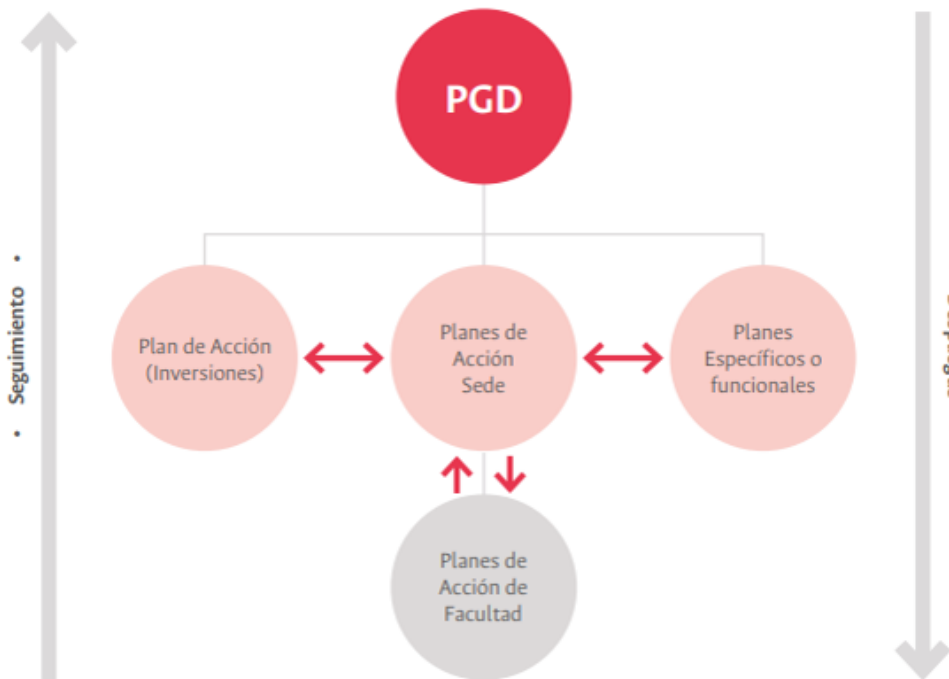 PGD
• Seguimiento •
Plan de Acción
(Inversiones)
Planes de
Acción
Sede
Planes
Específicos o
funcionales
Planes de
Acción de
Facultad